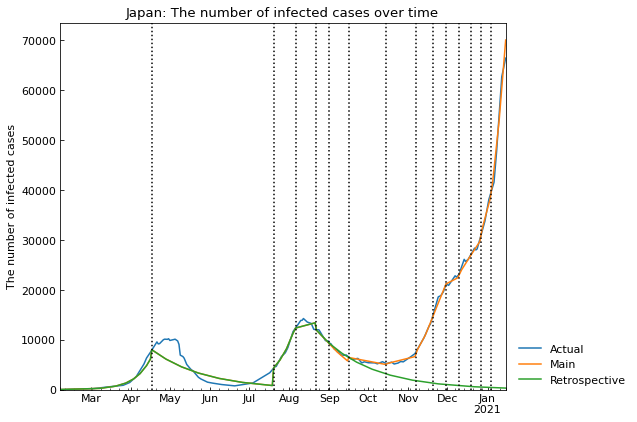 Japan: The number of infected cases over time
The number of infected cases
70000
60000
50000
40000
30000
20000
10000
0
Mar Apr May Jun Jul Aug Sep Oct Nov Dec Jan
2021
Actual
Main
Retrospective